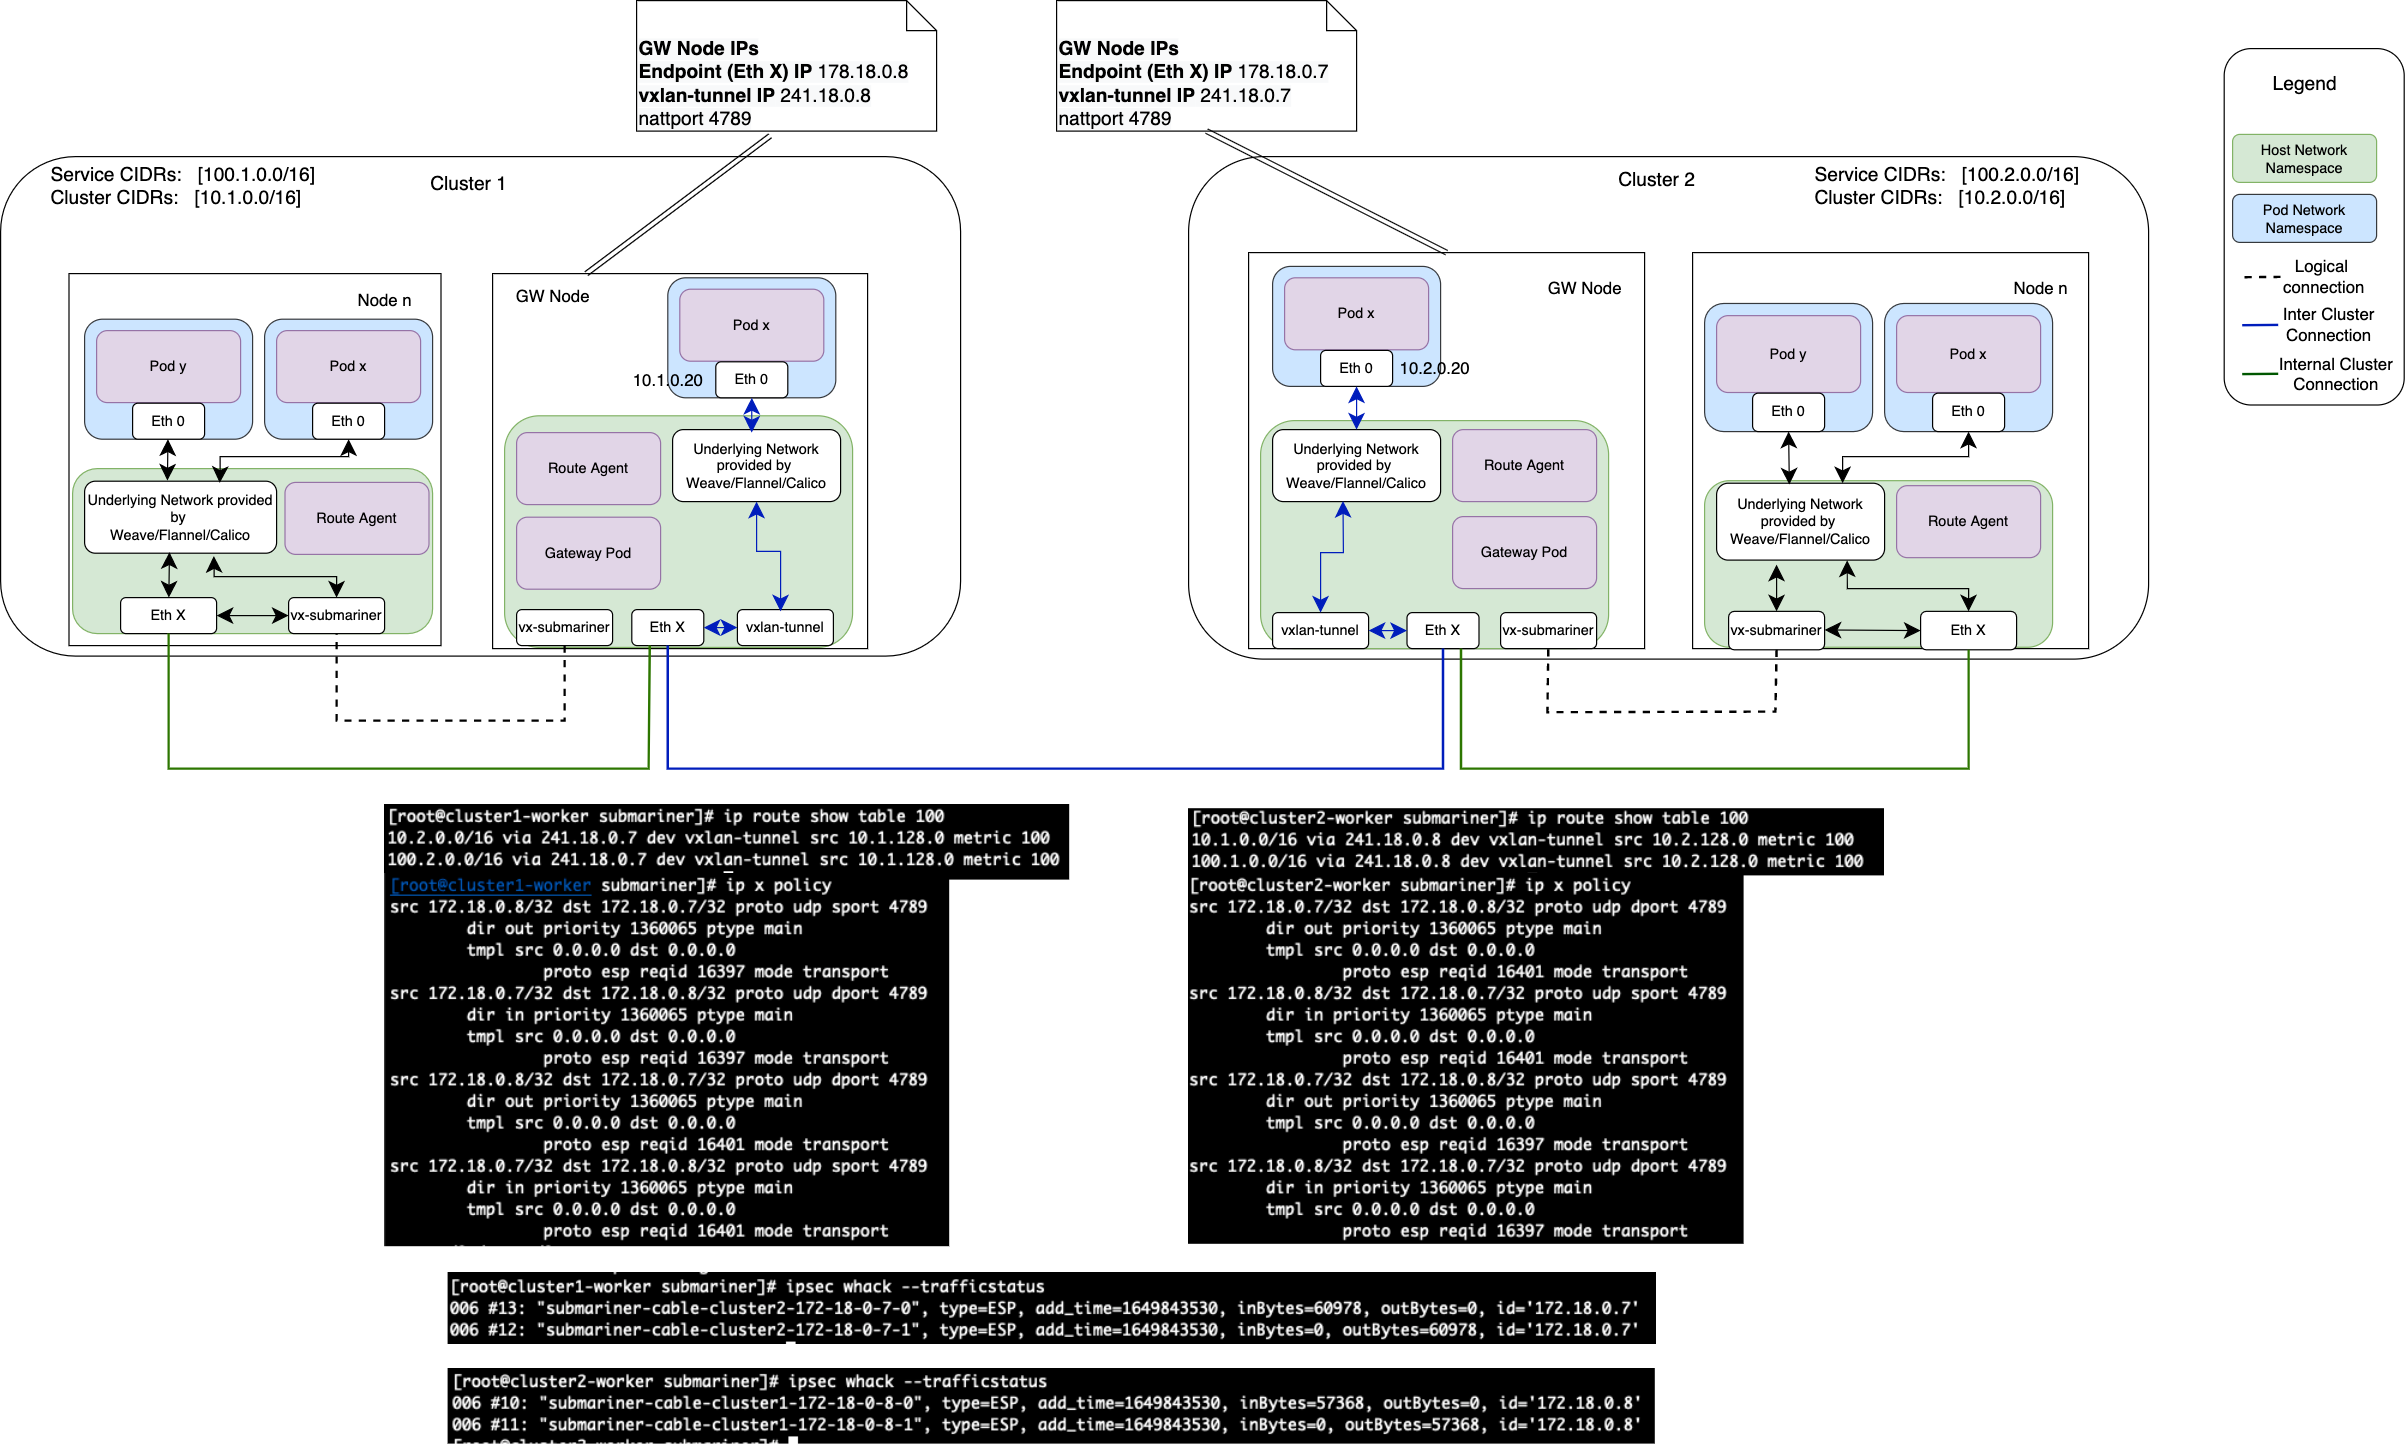 GW Node IPs
Endpoint (Eth X) IP 178.18.0.8
vxlan-tunnel IP 241.18.0.8
nattport 4789
GW Node IPs
Endpoint (Eth X) IP 178.18.0.7
vxlan-tunnel IP 241.18.0.7
nattport 4789
Service CIDRs: [100.1.0.0/16]
Cluster CIDRs: [10.1.0.0/16]
Cluster 1
Node n
Pod y
Eth 0
Pod x
Eth 0
Underlying Network provided
by
Weave/Flannel/Calico
Route Agent
Eth X
vx-submariner
GW Node
Pod x
10.1.0.20
Eth 0
Route Agent
Underlying Network
provided by
Weave/Flannel/Calico
Gateway Pod
vx-submariner
Eth X
vxlan-tunnel
Cluster 2
Service CIDRs: [100.2.0.0/16]
Cluster CIDRs: [10.2.0.0/16]
GW Node
Pod x
Eth 0
10.2.0.20
Underlying Network
provided by
Weave/Flannel/Calico
Route Agent
Gateway Pod
vxlan-tunnel
Eth X
vx-submariner
Node n
Pod y
Eth 0
Pod x
Eth 0
Underlying Network
provided by
Weave/Flannel/Calico
Route Agent
vx-submariner
Eth X
Legend
Host Network
Namespace
Pod Network
Namespace
Logical
connection
Inter Cluster
Connection
Internal Cluster
Connection
[root@cluster1-worker submariner]# ip route show table 100
10.2.0.0/16 via 241.18.0.7 dev vxlan-tunnel src 10.1.128.0 metric 100
100.2.0.0/16 via 241.18.0.7 dev vxlan-tunnel src 10.1.128.0 metric 100
[root@cluster1-worker submariner]# ip x policy
src 172.18.0.8/32 dst 172.18.0.7/32 proto udp sport 4789
dir out priority 1360065 ptype main
tmpl src 0.0.0.0 dst 0.0.0.0
proto esp reqid 16397 mode transport
src 172.18.0.7/32 dst 172.18.0.8/32 proto udp dport 4789
dir in priority 1360065 ptype main
tmpl src 0.0.0.0 dst 0.0.0.0
proto esp reqid 16397 mode transport
src 172.18.0.8/32 dst 172.18.0.7/32 proto udp dport 4789
dir out priority 1360065 ptype main
tmpl src 0.0.0.0 dst 0.0.0.0
proto esp reqid 16401 mode transport
src 172.18.0.7/32 dst 172.18.0.8/32 proto udp sport 4789
dir in priority 1360065 ptype main
tmpl src 0.0.0.0 dst 0.0.0.0
proto esp reqid 16401 mode transport
[root@cluster2-worker submariner]# ip route show table 100
10.1.0.0/16 via 241.18.0.8 dev vxlan-tunnel src 10.2.128.0 metric 100
100.1.0.0/16 via 241.18.0.8 dev vxlan-tunnel src 10.2.128.0 metric 100
[root@cluster2-worker submariner]# ip x policy
src 172.18.0.7/32 dst 172.18.0.8/32 proto udp dport 4789
dir out priority 1360065 ptype main
tmpl src 0.0.0.0 dst 0.0.0.0
proto esp reqid 16401 mode transport
src 172.18.0.8/32 dst 172.18.0.7/32 proto udp sport 4789
dir in priority 1360065 ptype main
tmpl src 0.0.0.0 dst 0.0.0.0
proto esp reqid 16401 mode transport
src 172.18.0.7/32 dst 172.18.0.8/32 proto udp sport 4789
dir out priority 1360065 ptype main
tmpl src 0.0.0.0 dst 0.0.0.0
proto esp reqid 16397 mode transport
src 172.18.0.8/32 dst 172.18.0.7/32 proto udp dport 4789
dir in priority 1360065 ptype main
tmpl src 0.0.0.0 dst 0.0.0.0
proto esp reqid 16397 mode transport
[root@cluster1-worker submariner]# ipsec whack --trafficstatus
006 #13: "submariner-cable-cluster2-172-18-0-7-0", type=ESP, add_time=1649843530, inBytes=60978, outBytes=0, id='172.18.0.7'
006 #12: "submariner-cable-cluster2-172-18-0-7-1", type=ESP, add_time=1649843530, inBytes=0, outBytes=60978, id='172.18.0.7'
[root@cluster2-worker submariner]# ipsec whack --trafficstatus
006 #10: "submariner-cable-cluster1-172-18-0-8-0", type=ESP, add_time=1649843530, inBytes=57368, outBytes=0, id='172.18.0.8'
006 #11: "submariner-cable-cluster1-172-18-0-8-1", type=ESP, add_time=1649843530, inBytes=0, outBytes=57368, id='172.18.0.8'